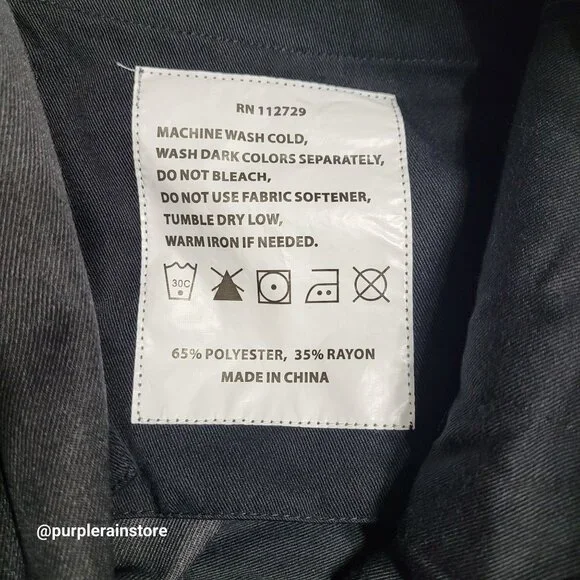 RN 112729
MACHINE WASH COLD,
WASH DARK COLORS SEPARATELY,
DO NOT BLEACH,
DO NOT USE FABRIC SOFTENER,
TUMBLE DRY LOW,
WARM IRON IF NEEDED.
30C
65% POLYESTER, 35% RAYON
MADE IN CHINA
@purplerainstore